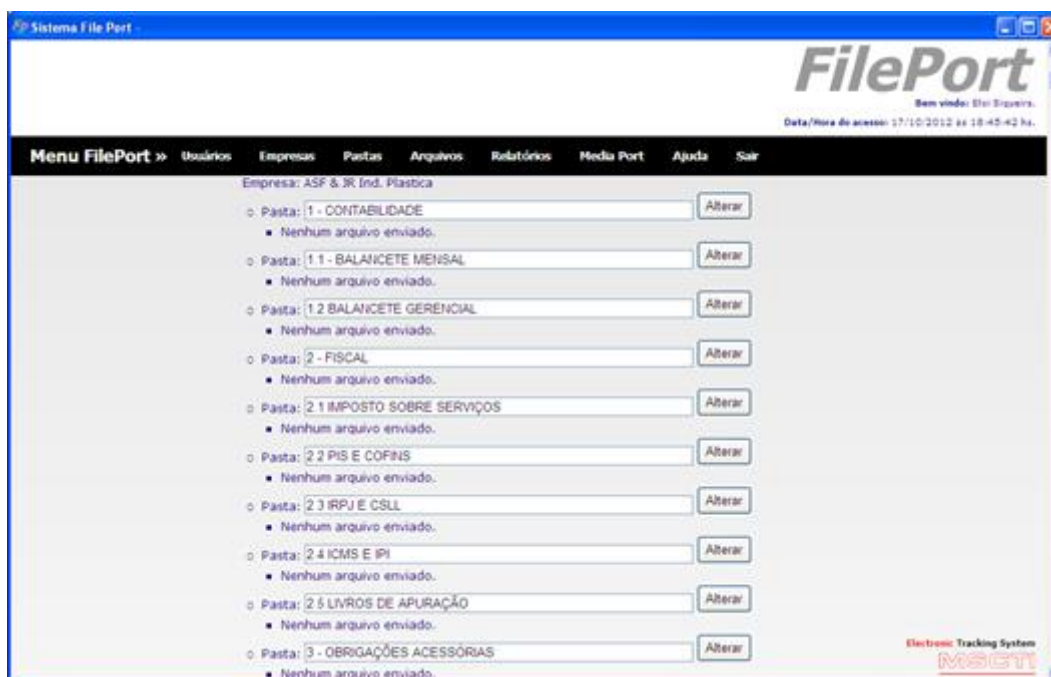 Sistema File Port -
FilePort
Bem vindo: Eloi Siqueira.
Data/Hora do acesso: 17/10/2012 às 18:45:42 hs.
Menu FilePort » Usuários Empresas Pastas Arquivos Relatórios Media Port Ajuda Sair
Empresa: ASF & JR Ind. Plastica
Pasta: 1 - CONTABILIDADE Alterar
Nenhum arquivo enviado.
Pasta: 1.1 - BALANCETE MENSAL Alterar
Nenhum arquivo enviado.
Pasta: 1.2 BALANCETE GERENCIAL Alterar
Nenhum arquivo enviado.
Pasta: 2 - FISCAL Alterar
Nenhum arquivo enviado.
Pasta: 2.1 IMPOSTO SOBRE SERVIÇOS Alterar
Nenhum arquivo enviado.
Pasta: 2.2 PIS E COFINS Alterar
Nenhum arquivo enviado.
Pasta: 2.3 IRPJ E CSLL Alterar
Nenhum arquivo enviado.
Pasta: 2.4 ICMS E IPI Alterar
Nenhum arquivo enviado.
Pasta: 2.5 LIVROS DE APURAÇÃO Alterar
Nenhum arquivo enviado.
Pasta: 3 - OBRIGAÇÕES ACESSÓRIAS Alterar
Nenhum arquivo enviado.
Electronic Tracking System
MSGTI